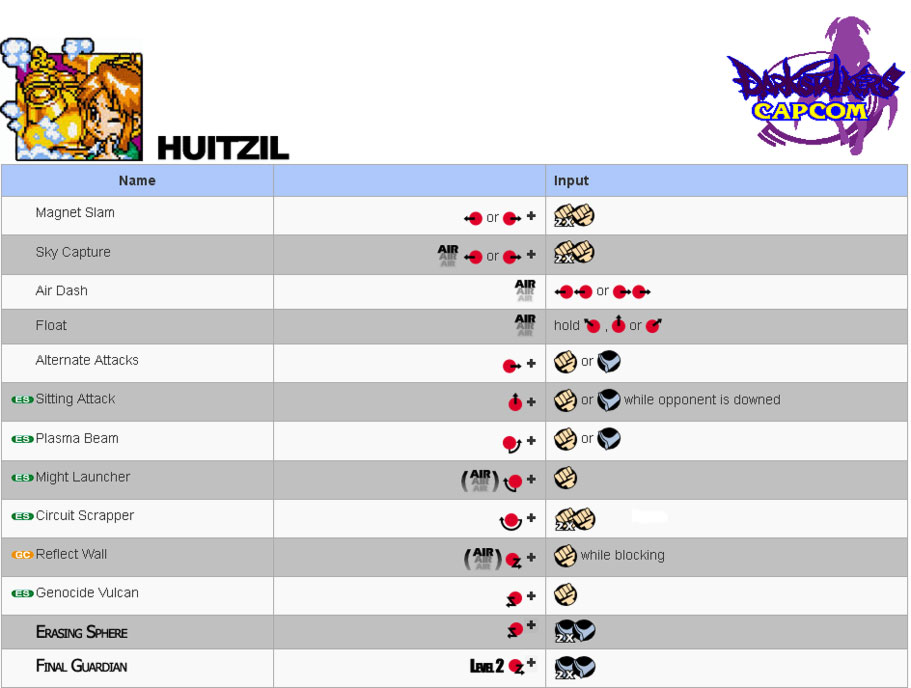 DARKSTALKERS
CAPCOM
HUITZIL
Name Input
Magnet Slam or + 2X
Sky Capture AIR or + 2X
Air Dash AIR or
Float AIR hold , or
Alternate Attacks + or
ES Sitting Attack + or while opponent is downed
ES Plasma Beam + or
ES Might Launcher (AIR) +
ES Circuit Scrapper + 2X
GC Reflect Wall (AIR) + while blocking
ES Genocide Vulcan +
ERASING SPHERE + 2X
FINAL GUARDIAN LEVEL 2 + 2X